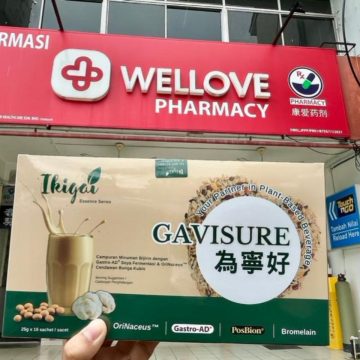 RMASI
WELLOVE
PHARMACY
PHARMACY
康爱药剂
Touch
n GO
Tambah Nilai
Reload Here
Ikigai
Essence Series
Your Partner in Plant-Based Beverage
GAVISURE
為寧好
Campuran Minuman Bijirin dengan
Gastro-AD® Soya Fermentasi & OriNaceus™
Cendawan Bunga Kubis
25g x 18 sachet / sachet
OriNaceus™
Gastro-AD®
PosBion®
Bromelain